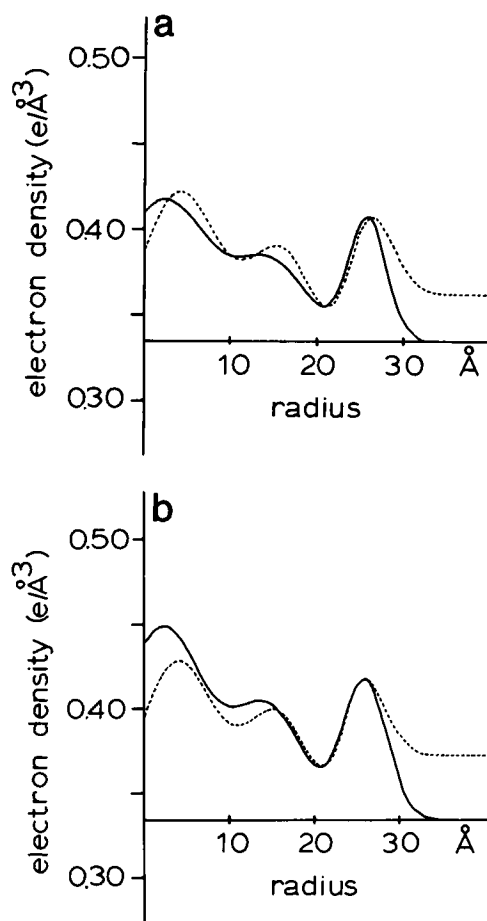 a
0.50
0.40
0.30
electron density (e/Å3)
10 20 30 Å
radius
b
0.50
0.40
0.30
electron density (e/Å3)
10 20 30 Å
radius